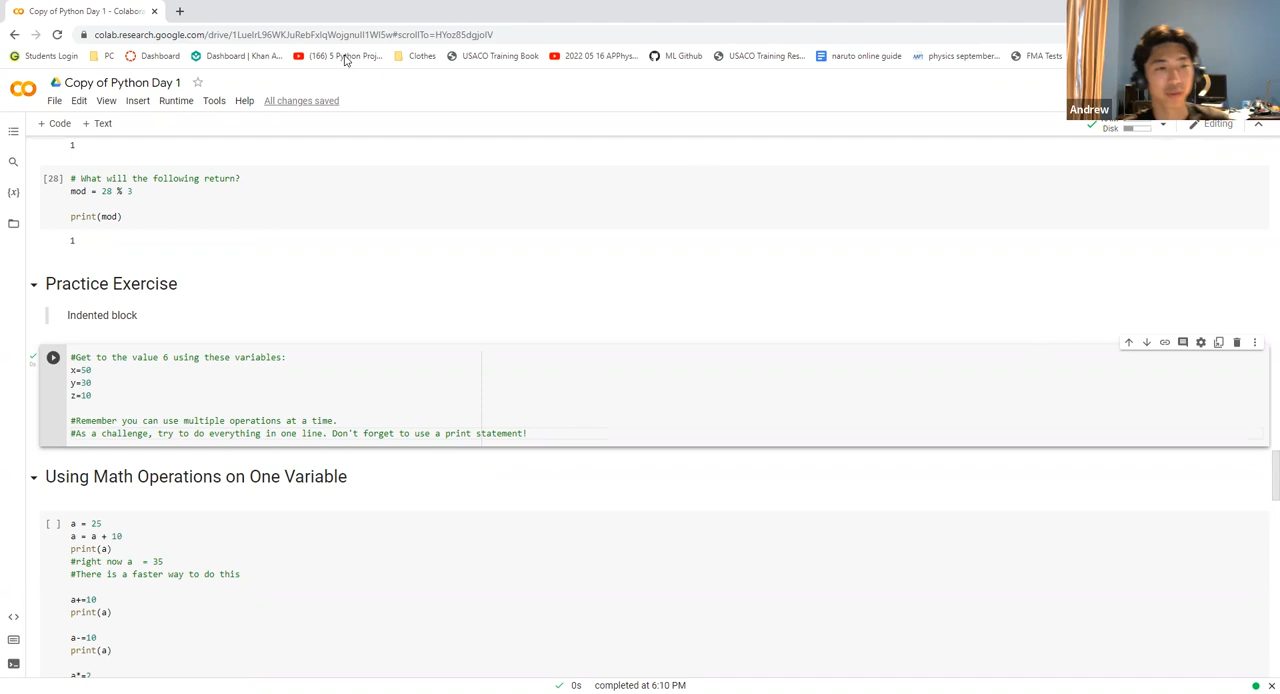 Copy of Python Day 1 - Colabora
colab.research.google.com/drive/1LueIrL96WKJuRebFxIqWojgnuIl1WI5w#scrollTo=HYoz85dgjoIV
Students Login
PC
Dashboard
Dashboard | Khan A...
(166) 5 Python Proj...
Clothes
USACO Training Book
2022 05 16 APPhys...
ML Github
USACO Training Res...
naruto online guide
physics september...
FMA Tests
Copy of Python Day 1
File Edit View Insert Runtime Tools Help All changes saved
Andrew
+ Code + Text
Disk
Editing
1
[28] # What will the following return?
mod = 28 % 3
print(mod)
1
Practice Exercise
Indented block
0s
#Get to the value 6 using these variables:
x=50
y=30
z=10
#Remember you can use multiple operations at a time.
#As a challenge, try to do everything in one line. Don't forget to use a print statement!
Using Math Operations on One Variable
[ ] a = 25
a = a + 10
print(a)
#right now a  = 35
#There is a faster way to do this
a+=10
print(a)
a-=10
print(a)
a*=2
0s completed at 6:10 PM